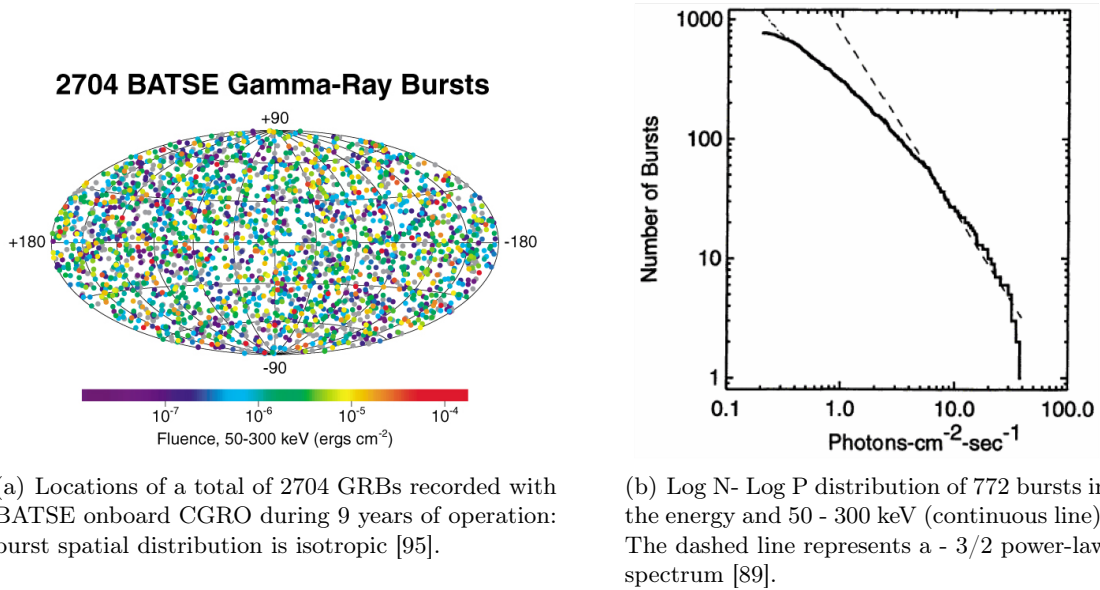 2704 BATSE Gamma-Ray Bursts
+90
+180
-180
-90
10-7
10-6
10-5
10-4
Fluence, 50-300 keV (ergs cm-2)
(a) Locations of a total of 2704 GRBs recorded with
BATSE onboard CGRO during 9 years of operation:
burst spatial distribution is isotropic [95].
1000
100
10
1
Number of Bursts
0.1
1.0
10.0
100.0
Photons-cm-2-sec-1
(b) Log N- Log P distribution of 772 bursts in
the energy and 50 - 300 keV (continuous line)
The dashed line represents a - 3/2 power-law
spectrum [89].